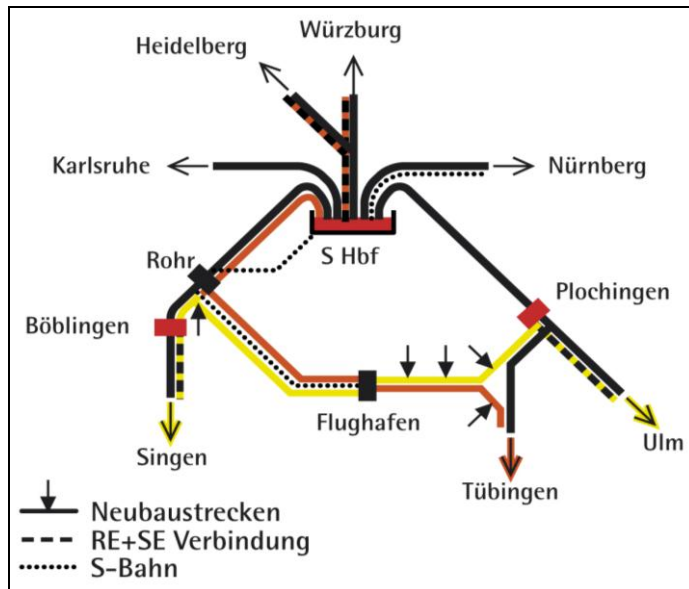 Würzburg
Heidelberg
Karlsruhe
Nürnberg
S Hbf
Rohr
Plochingen
Böblingen
Flughafen
Singen
Ulm
Tübingen
Neubaustrecken
RE+SE Verbindung
S-Bahn